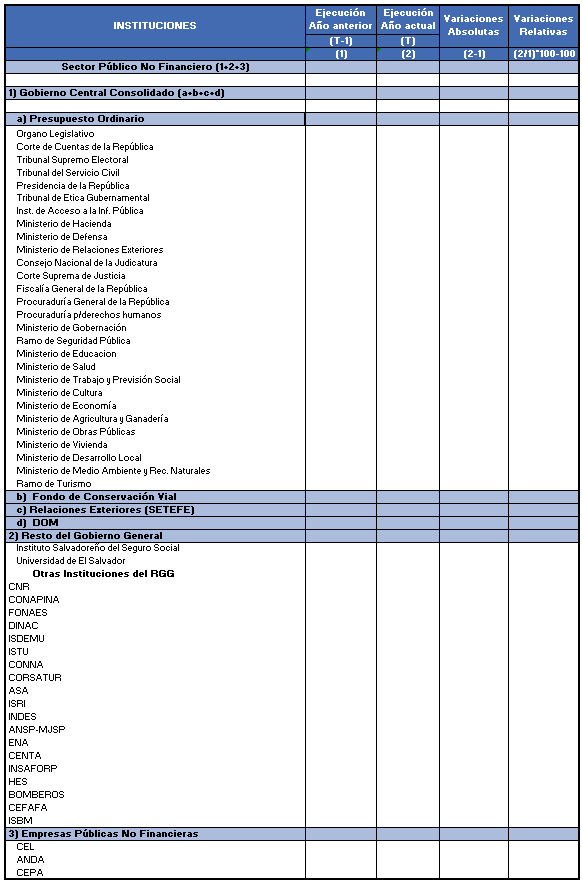 INSTITUCIONES
Ejecución Año anterior
Ejecución Año actual
Variaciones Absolutas
Variaciones Relativas
(T-1)
(T)
(1)
(2)
(2-1)
(2/1)*100-100
Sector Público No Financiero (1+2+3)
1) Gobierno Central Consolidado (a+b+c+d)
a) Presupuesto Ordinario
Organo Legislativo
Corte de Cuentas de la República
Tribunal Supremo Electoral
Tribunal del Servicio Civil
Presidencia de la República
Tribunal de Etica Gubernamental
Inst. de Acceso a la Inf. Pública
Ministerio de Hacienda
Ministerio de Defensa
Ministerio de Relaciones Exteriores
Consejo Nacional de la Judicatura
Corte Suprema de Justicia
Fiscalía General de la República
Procuraduría General de la República
Procuraduría p/derechos humanos
Ministerio de Gobernación
Ramo de Seguridad Pública
Ministerio de Educacion
Ministerio de Salud
Ministerio de Trabajo y Previsión Social
Ministerio de Cultura
Ministerio de Economía
Ministerio de Agricultura y Ganadería
Ministerio de Obras Públicas
Ministerio de Vivienda
Ministerio de Desarrollo Local
Ministerio de Medio Ambiente y Rec. Naturales
Ramo de Turismo
b) Fondo de Conservación Vial
c) Relaciones Exteriores (SETEFE)
d) DOM
2) Resto del Gobierno General
Instituto Salvadoreño del Seguro Social
Universidad de El Salvador
Otras Instituciones del RGG
CNR
CONAPINA
FONAES
DINAC
ISDEMU
ISTU
CONNA
CORSATUR
ASA
ISRI
INDES
ANSP-MJSP
ENA
CENTA
INSAFORP
HES
BOMBEROS
CEFAFA
ISBM
3) Empresas Públicas No Financieras
CEL
ANDA
CEPA